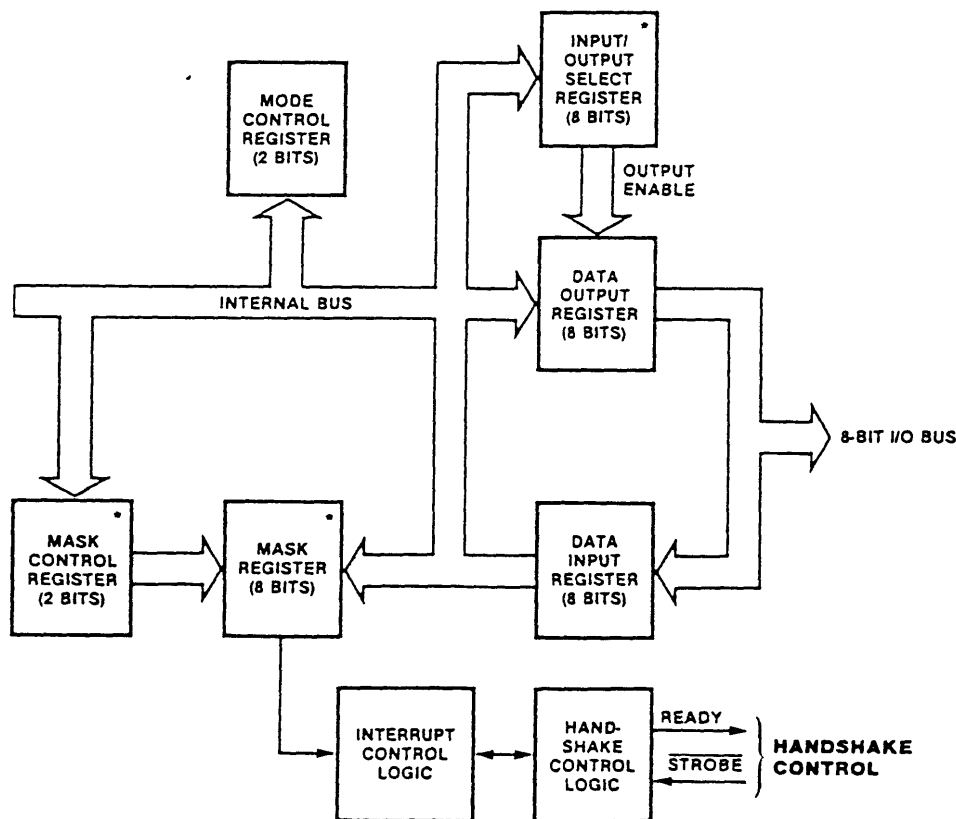 *
INPUT/
OUTPUT
SELECT
REGISTER
(8 BITS)
MODE
CONTROL
REGISTER
(2 BITS)
OUTPUT
ENABLE
INTERNAL BUS
DATA
OUTPUT
REGISTER
(8 BITS)
8-BIT I/O BUS
*
MASK
CONTROL
REGISTER
(2 BITS)
*
MASK
REGISTER
(8 BITS)
DATA
INPUT
REGISTER
(8 BITS)
INTERRUPT
CONTROL
LOGIC
HAND-
SHAKE
CONTROL
LOGIC
READY
STROBE
HANDSHAKE
CONTROL